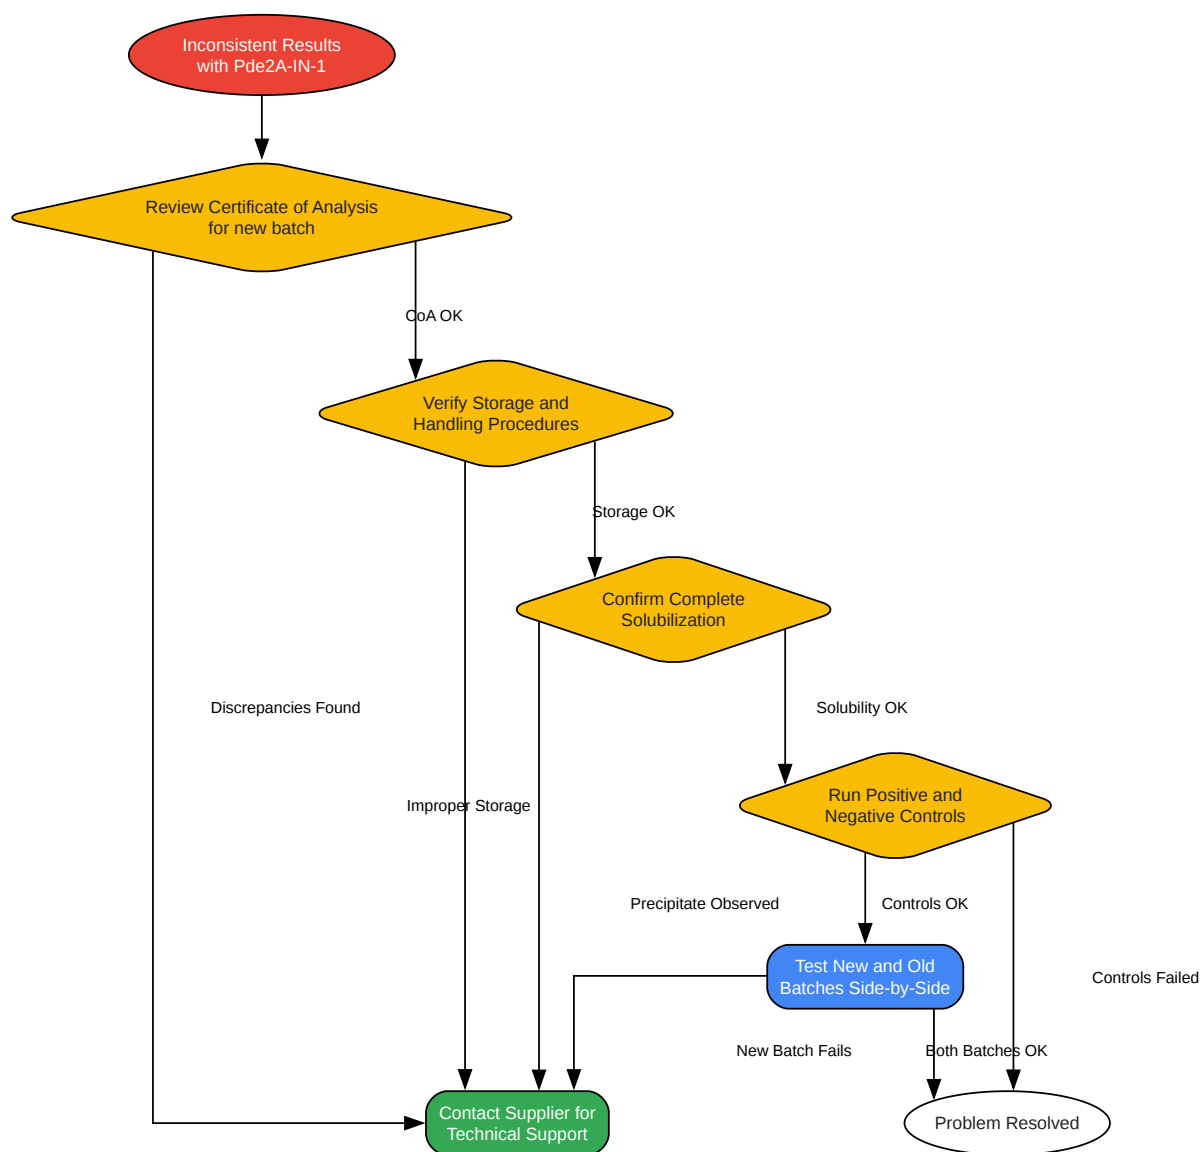 Inconsistent Results
with Pde2A-IN-1
Review Certificate of Analysis
for new batch
CoA OK
Verify Storage and
Handling Procedures
Storage OK
Confirm Complete
Solubilization
Discrepancies Found
Solubility OK
Improper Storage
Run Positive and
Negative Controls
Precipitate Observed
Controls OK
Test New and Old
Batches Side-by-Side
Controls Failed
New Batch Fails
Both Batches OK
Contact Supplier for
Technical Support
Problem Resolved